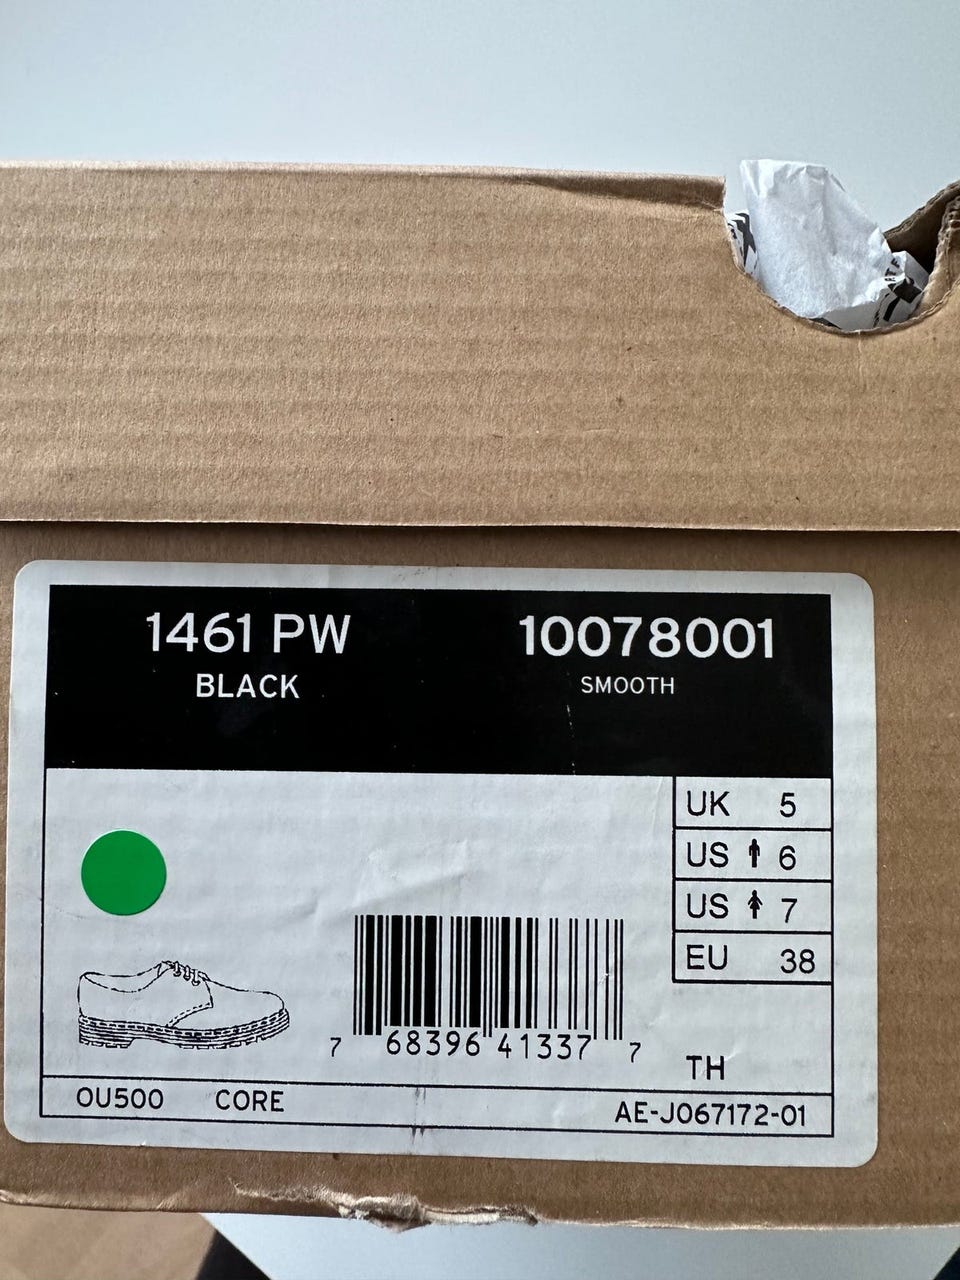 1461 PW 10078001
BLACK SMOOTH
UK 5
US 6
US 7
EU 38
7 68396 41337 7
TH
OU500 CORE AE-J067172-01